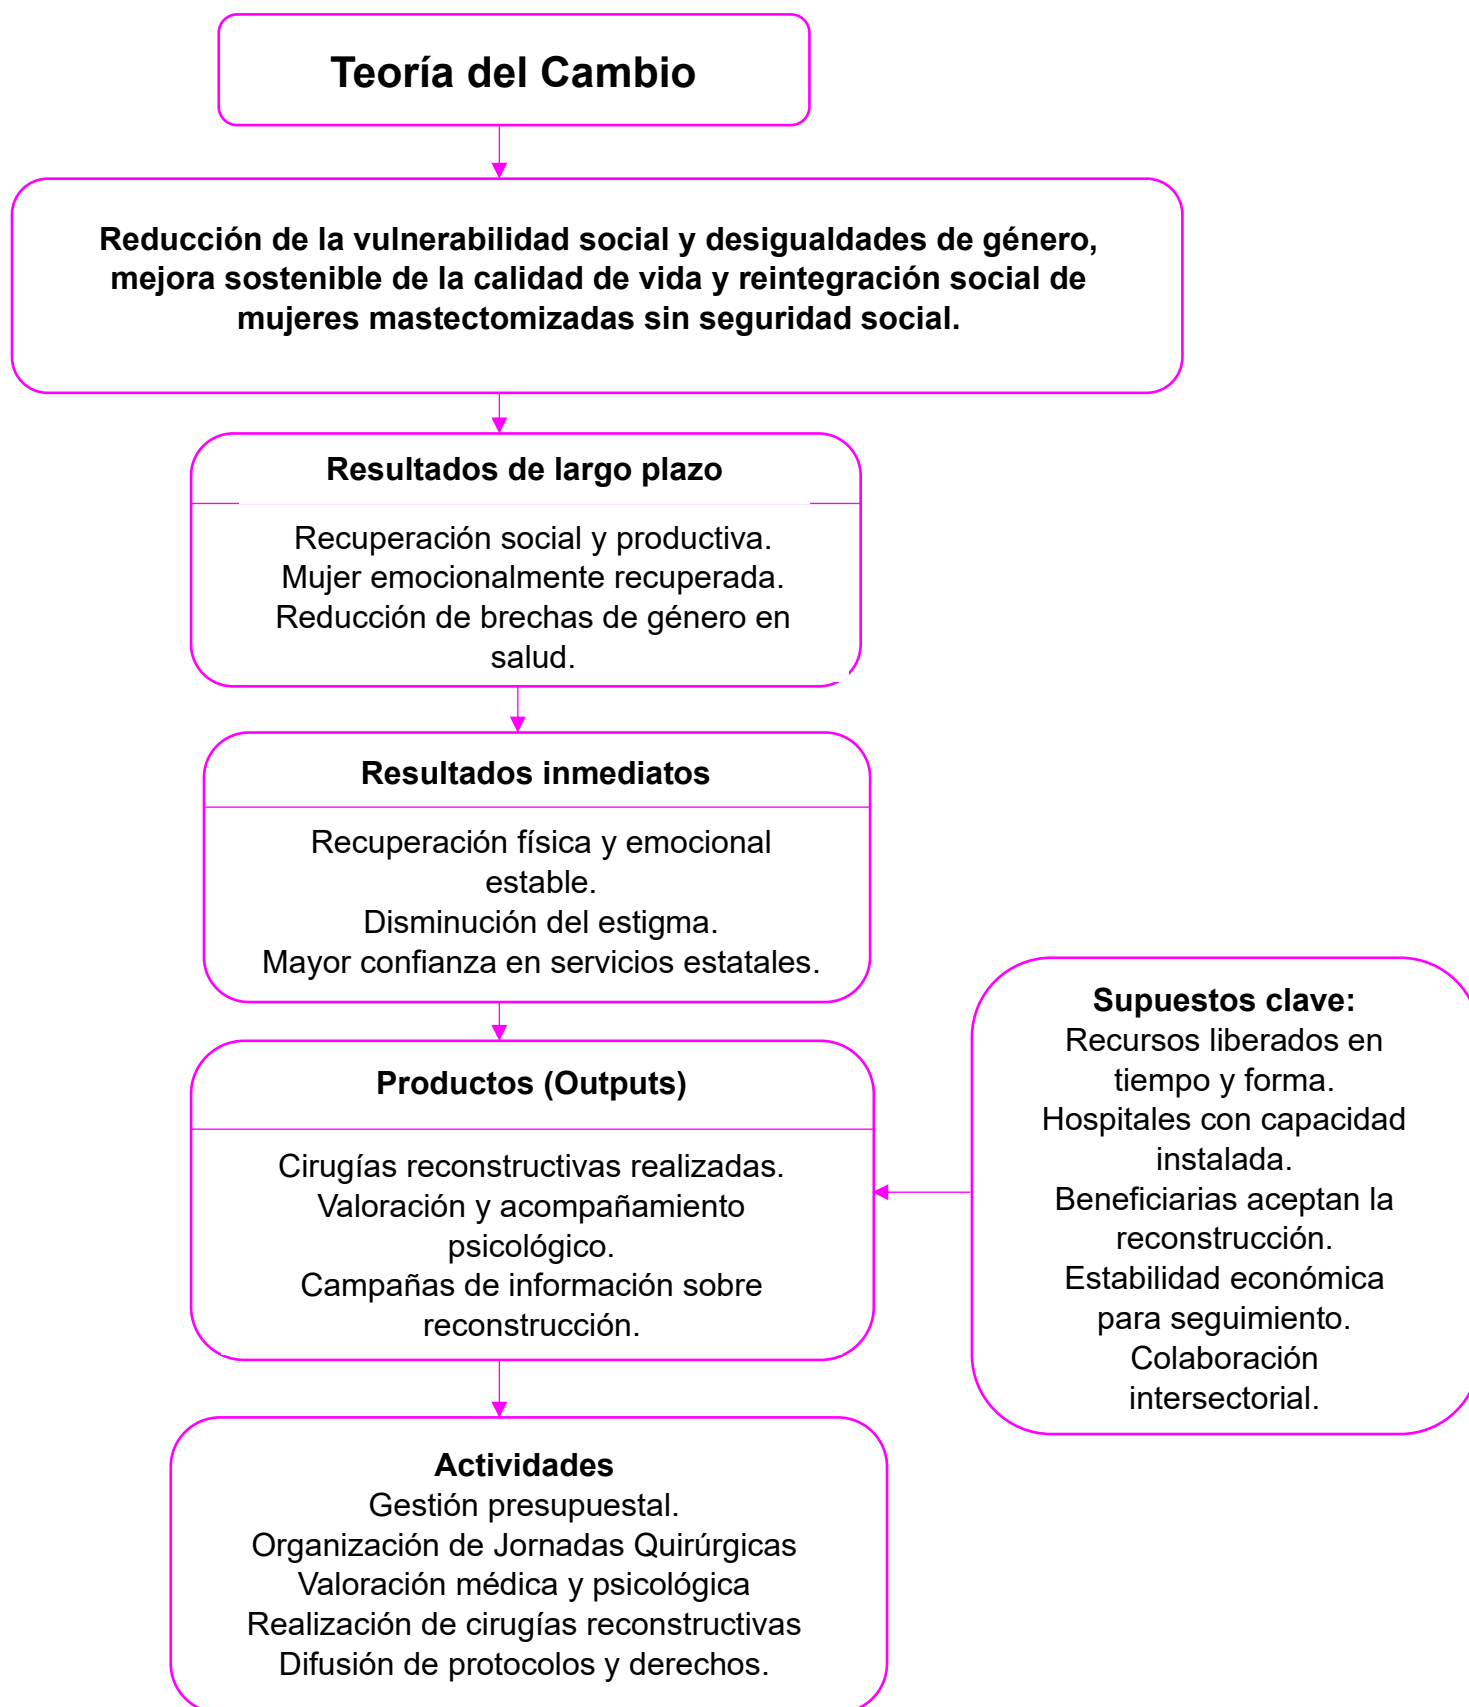 Teoría del Cambio
Reducción de la vulnerabilidad social y desigualdades de género,
mejora sostenible de la calidad de vida y reintegración social de
mujeres mastectomizadas sin seguridad social.
Resultados de largo plazo
Recuperación social y productiva.
Mujer emocionalmente recuperada.
Reducción de brechas de género en
salud.
Resultados inmediatos
Recuperación física y emocional
estable.
Disminución del estigma.
Mayor confianza en servicios estatales.
Productos (Outputs)
Cirugías reconstructivas realizadas.
Valoración y acompañamiento
psicológico.
Campañas de información sobre
reconstrucción.
Supuestos clave:
Recursos liberados en
tiempo y forma.
Hospitales con capacidad
instalada.
Beneficiarias aceptan la
reconstrucción.
Estabilidad económica
para seguimiento.
Colaboración
intersectorial.
Actividades
Gestión presupuestal.
Organización de Jornadas Quirúrgicas
Valoración médica y psicológica
Realización de cirugías reconstructivas
Difusión de protocolos y derechos.